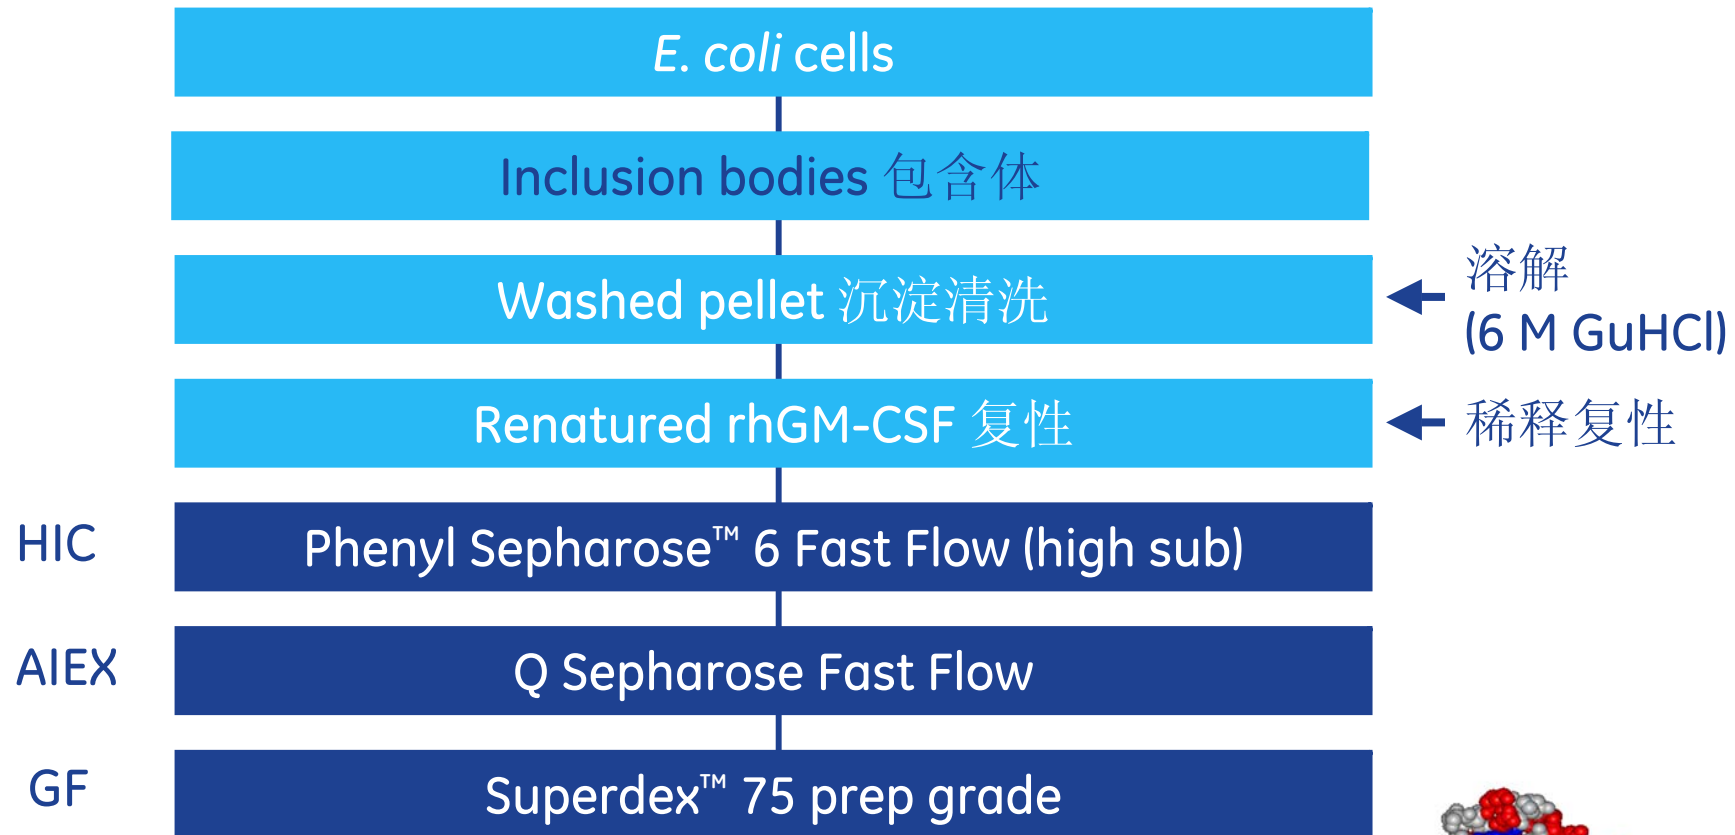 E. coli cells
Inclusion bodies 包含体
Washed pellet 沉淀清洗
溶解
(6 M GuHCl)
Renatured rhGM-CSF 复性
稀释复性
HIC
Phenyl Sepharose™ 6 Fast Flow (high sub)
AIEX
Q Sepharose Fast Flow
GF
Superdex™ 75 prep grade